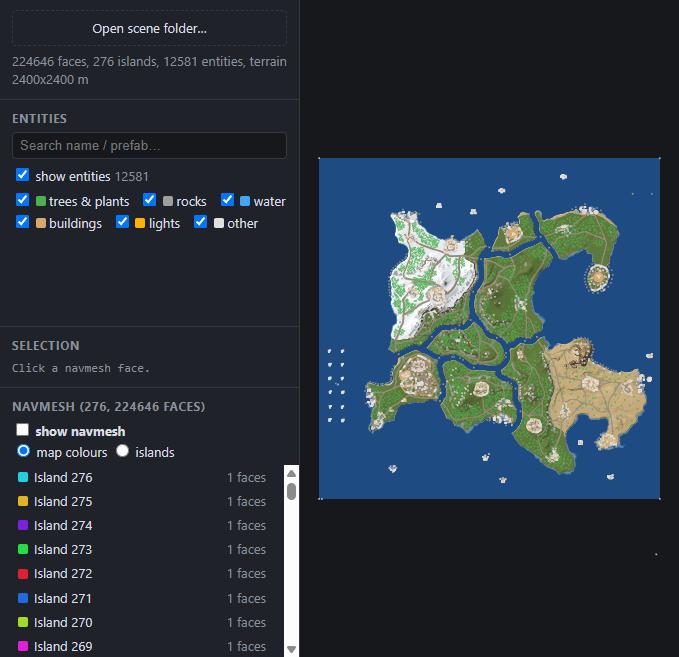 Open scene folder...
224646 faces, 276 islands, 12581 entities, terrain
2400x2400 m
ENTITIES
Search name / prefab...
show entities 12581
trees & plants rocks water
buildings lights other
SELECTION
Click a navmesh face.
NAVMESH (276, 224646 FACES)
show navmesh
map colours islands
Island 276 1 faces
Island 275 1 faces
Island 274 1 faces
Island 273 1 faces
Island 272 1 faces
Island 271 1 faces
Island 270 1 faces
Island 269 1 faces